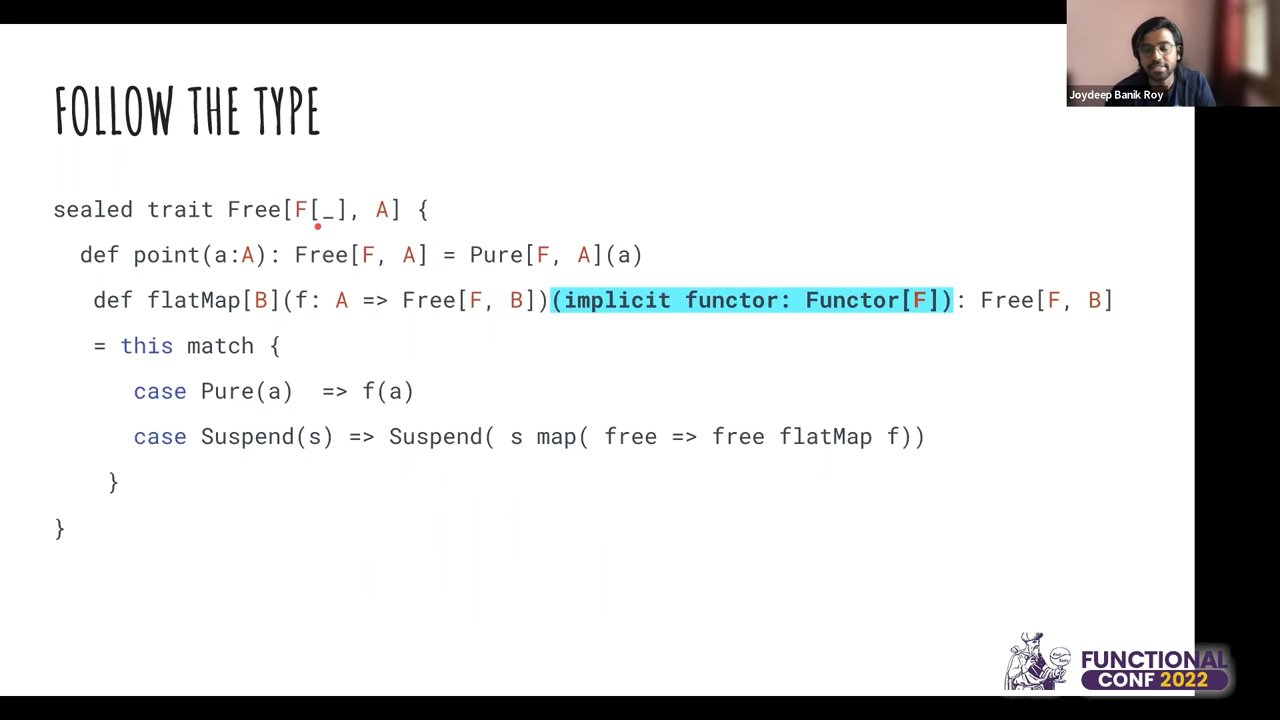 Joydeep Banik Roy
FOLLOW THE TYPE
sealed trait Free[F[_], A] {
def point(a:A): Free[F, A] = Pure[F, A](a)
def flatMap[B](f: A => Free[F, B])(implicit functor: Functor[F]): Free[F, B]
= this match {
case Pure(a)  => f(a)
case Suspend(s) => Suspend( s map( free => free flatMap f))
}
}
FUNCTIONAL
CONF 2022